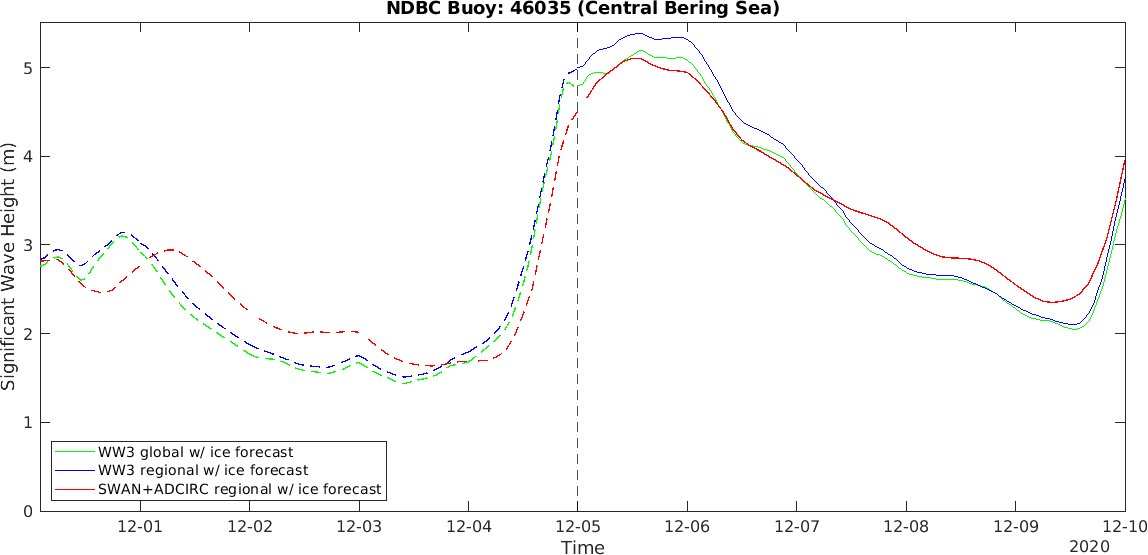 NDBC Buoy: 46035 (Central Bering Sea)
Significant Wave Height (m)
5
4
3
2
1
0
WW3 global w/ ice forecast
WW3 regional w/ ice forecast
SWAN+ADCIRC regional w/ ice forecast
12-01 12-02 12-03 12-04 12-05 12-06 12-07 12-08 12-09 12-10
Time
2020